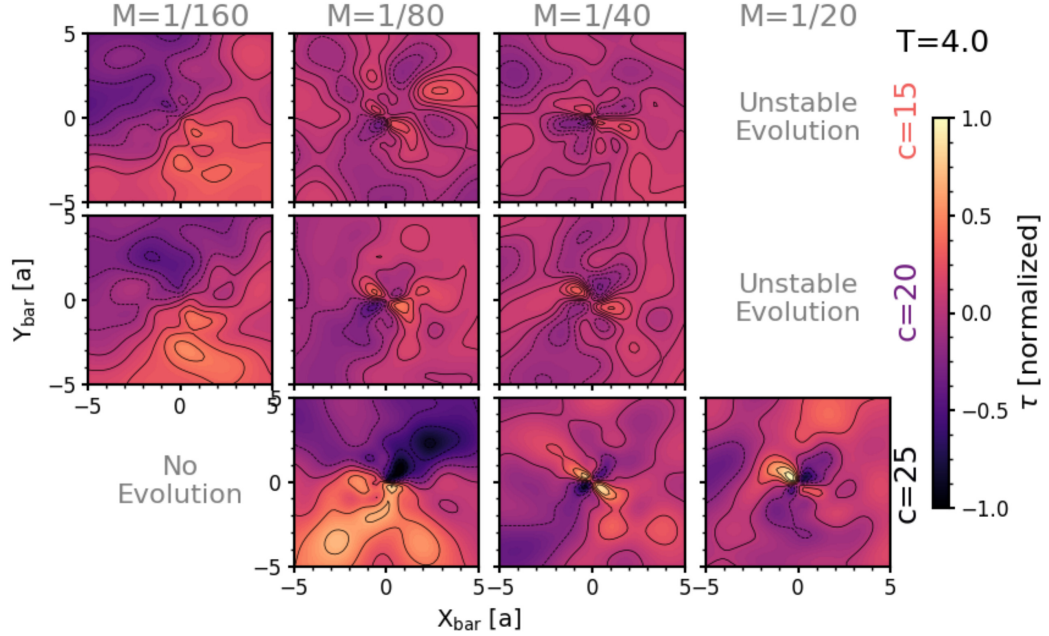 M=1/160 M=1/80 M=1/40 M=1/20
T=4.0
5
0
−5
Unstable
Evolution
c=15
1.0
0.5
0.0
−0.5
−1.0
τ [normalized]
Y_bar [a]
5
0
−5
−5 0 5
Unstable
Evolution
c=20
No
Evolution
5
0
−5
−5 0 5
−5 0 5
−5 0 5
c=25
X_bar [a]